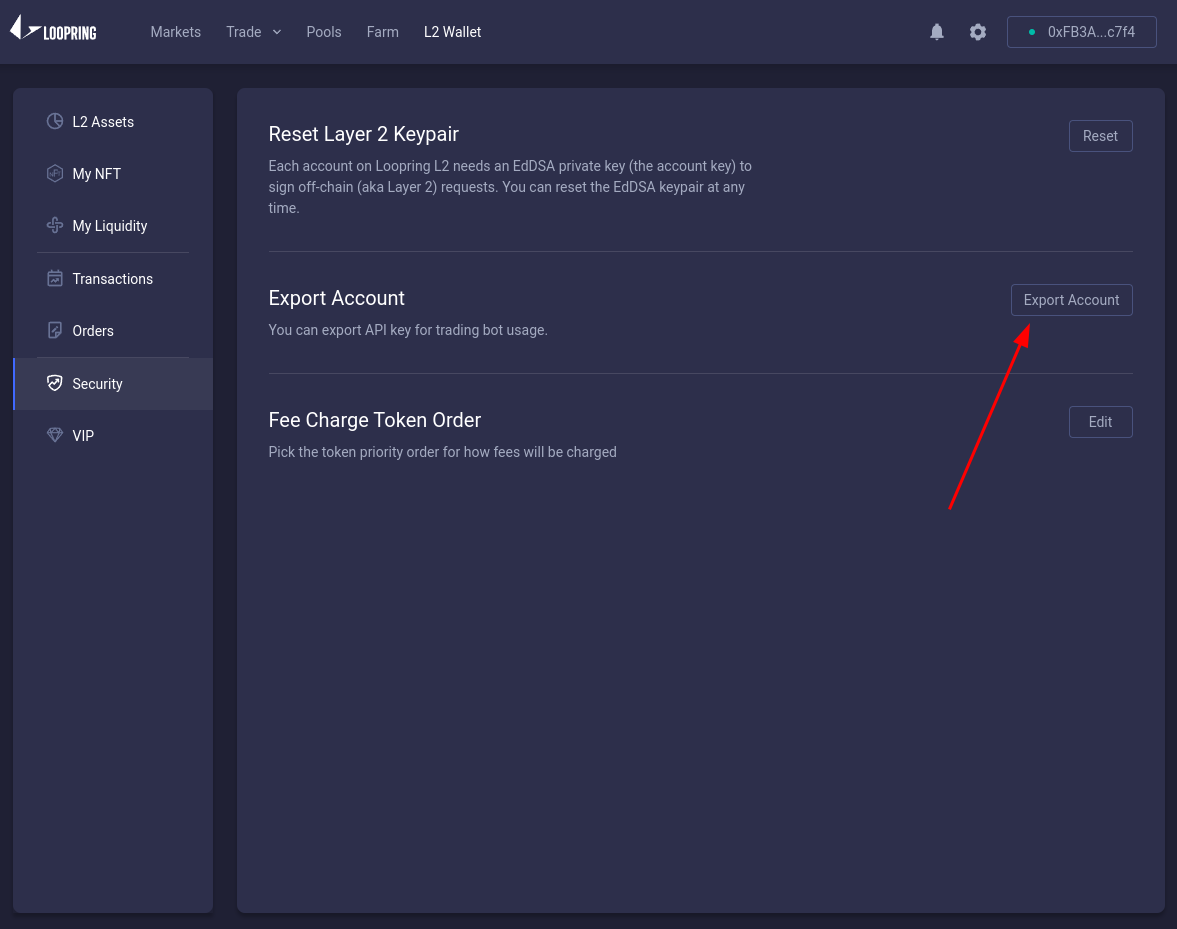 LOOPRING
Markets
Trade
Pools
Farm
L2 Wallet
0xFB3A...c7f4
L2 Assets
My NFT
My Liquidity
Transactions
Orders
Security
VIP
Reset Layer 2 Keypair
Reset
Each account on Loopring L2 needs an EdDSA private key (the account key) to
sign off-chain (aka Layer 2) requests. You can reset the EdDSA keypair at any
time.
Export Account
Export Account
You can export API key for trading bot usage.
Fee Charge Token Order
Edit
Pick the token priority order for how fees will be charged